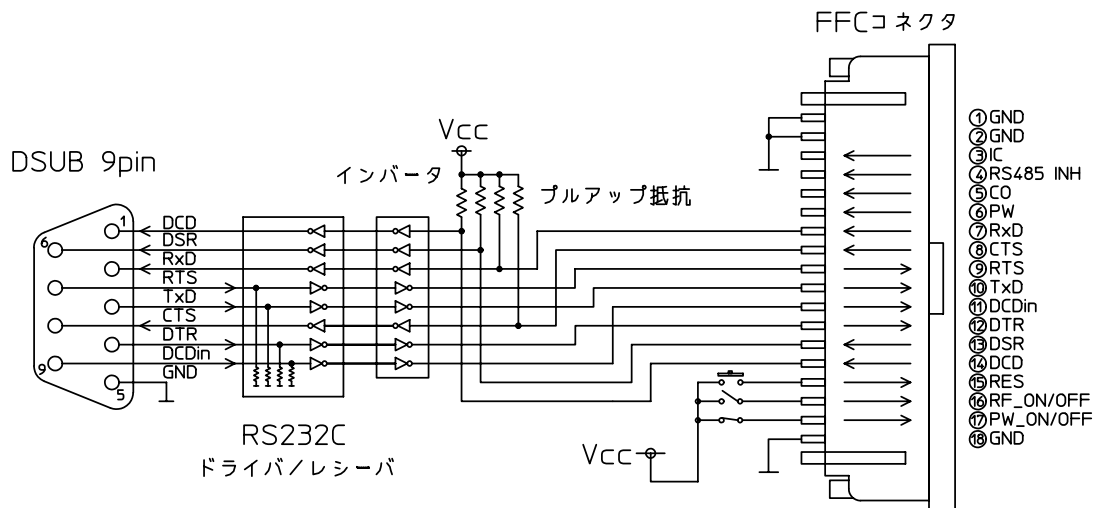 FFCコネクタ
DSUB 9pin
Vcc
インバータ
プルアップ抵抗
1
6
9
5
DCD
DSR
RxD
RTS
TxD
CTS
DTR
DCDin
GND
RS232C
ドライバ/レシーバ
Vcc
①GND
②GND
③IC
④RS485 INH
⑤CO
⑥PW
⑦RxD
⑧CTS
⑨RTS
⑩TxD
⑪DCDin
⑫DTR
⑬DSR
⑭DCD
⑮RES
⑯RF_ON/OFF
⑰PW_ON/OFF
⑱GND